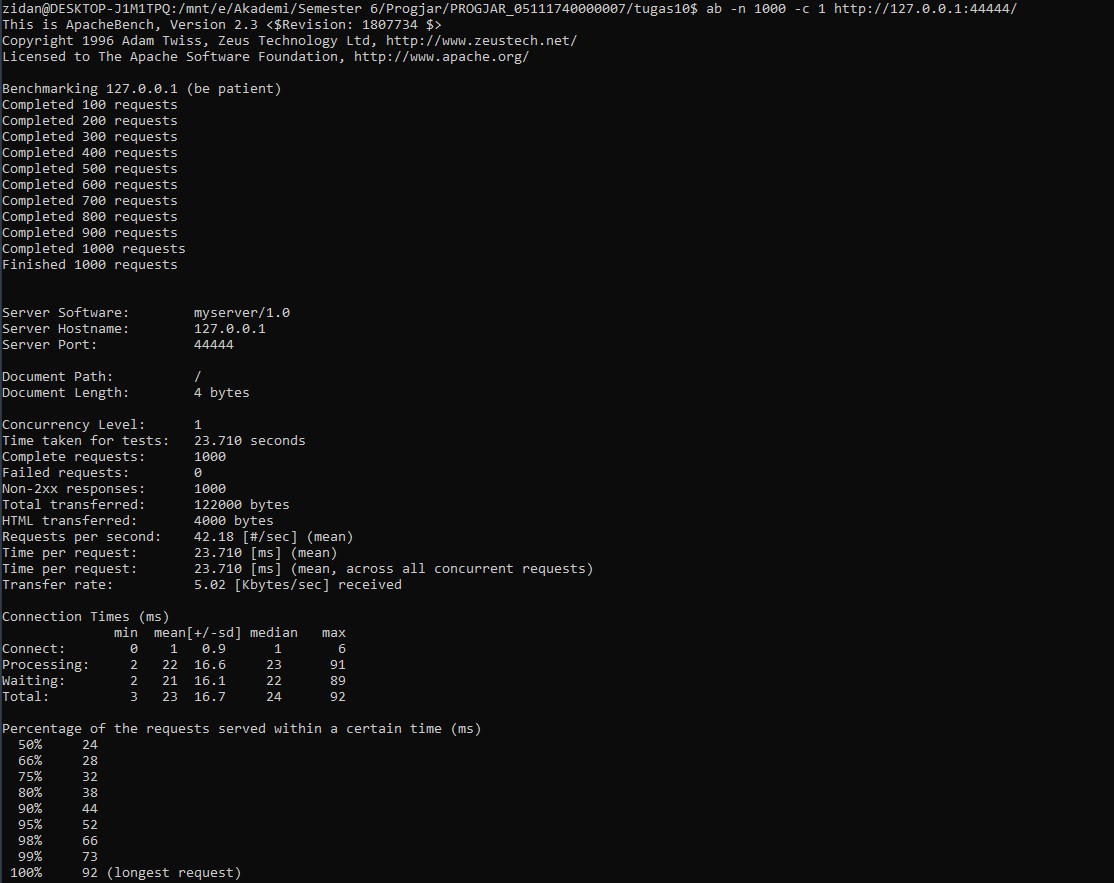 zidan@DESKTOP-J1M1TPQ:/mnt/e/Akademi/Semester 6/Progjar/PROGJAR_05111740000007/tugas10$ ab -n 1000 -c 1 http://127.0.0.1:44444/
This is ApacheBench, Version 2.3 <$Revision: 1807734 $>
Copyright 1996 Adam Twiss, Zeus Technology Ltd, http://www.zeustech.net/
Licensed to The Apache Software Foundation, http://www.apache.org/

Benchmarking 127.0.0.1 (be patient)
Completed 100 requests
Completed 200 requests
Completed 300 requests
Completed 400 requests
Completed 500 requests
Completed 600 requests
Completed 700 requests
Completed 800 requests
Completed 900 requests
Completed 1000 requests
Finished 1000 requests

Server Software:        myserver/1.0
Server Hostname:        127.0.0.1
Server Port:            44444

Document Path:          /
Document Length:        4 bytes

Concurrency Level:      1
Time taken for tests:   23.710 seconds
Complete requests:      1000
Failed requests:        0
Non-2xx responses:      1000
Total transferred:      122000 bytes
HTML transferred:       4000 bytes
Requests per second:    42.18 [#/sec] (mean)
Time per request:       23.710 [ms] (mean)
Time per request:       23.710 [ms] (mean, across all concurrent requests)
Transfer rate:          5.02 [Kbytes/sec] received

Connection Times (ms)
              min  mean[+/-sd] median   max
Connect:        0    1   0.9      1       6
Processing:     2   22  16.6     23      91
Waiting:        2   21  16.1     22      89
Total:          3   23  16.7     24      92

Percentage of the requests served within a certain time (ms)
  50%     24
  66%     28
  75%     32
  80%     38
  90%     44
  95%     52
  98%     66
  99%     73
 100%     92 (longest request)